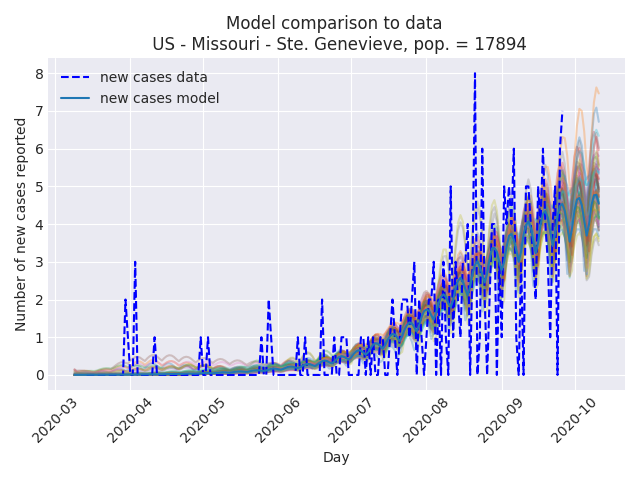 Model comparison to data
US - Missouri - Ste. Genevieve, pop. = 17894
new cases data
new cases model
Number of new cases reported
8
7
6
5
4
3
2
1
0
2020-03
2020-04
2020-05
2020-06
2020-07
2020-08
2020-09
2020-10
Day